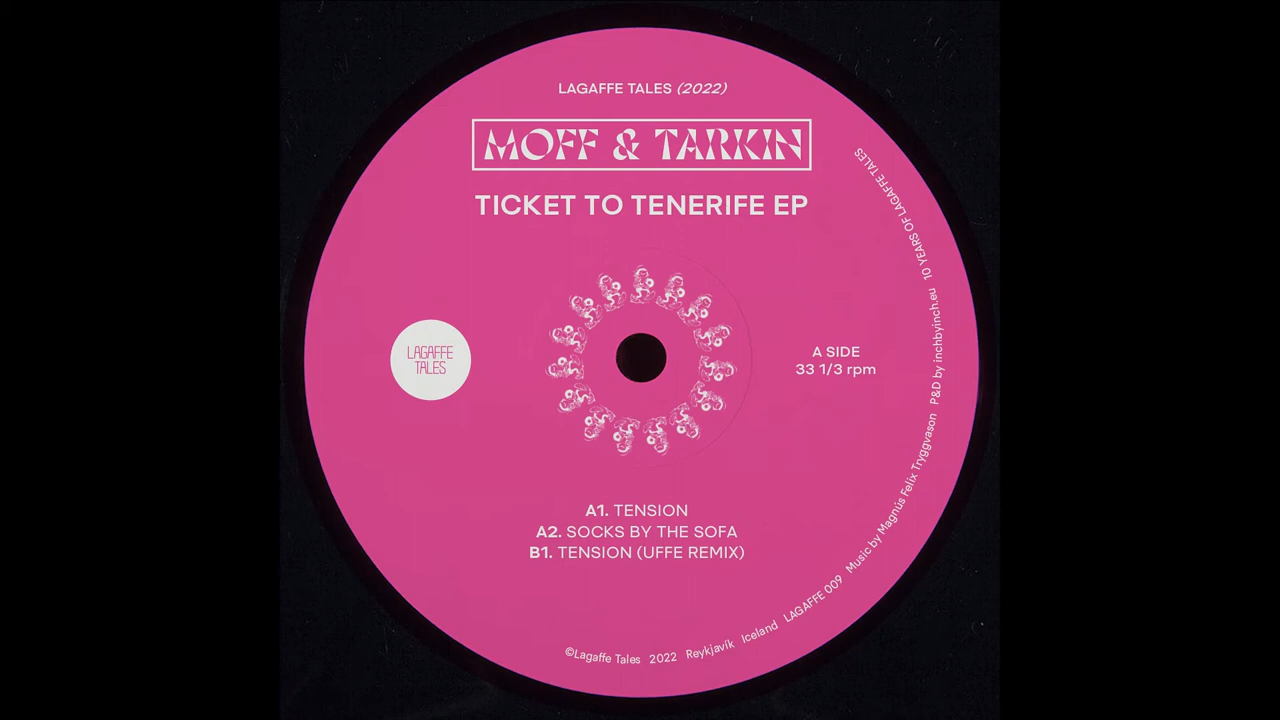 LAGAFFE TALES (2022)
MOFF & TARKIN
TICKET TO TENERIFE EP
LAGAFFE
TALES
A SIDE
33 1/3 rpm
A1. TENSION
A2. SOCKS BY THE SOFA
B1. TENSION (UFFE REMIX)
©Lagaffe Tales 2022 Reykjavík Iceland LAGAFFE 009 Music by Magnús Felix Tryggvason P&D by inchbyinch.eu 10 YEARS OF LAGAFFE TALES